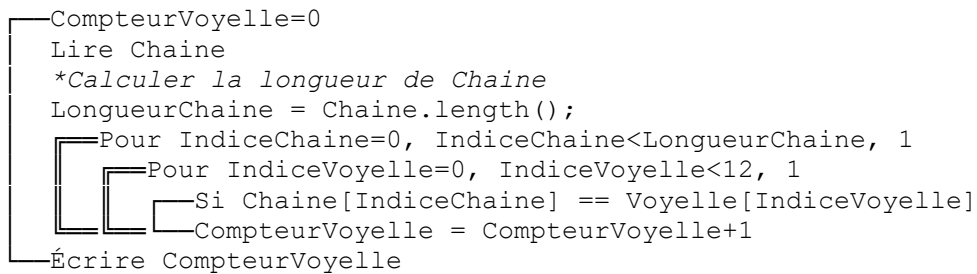 CompteurVoyelle=0
Lire Chaine
*Calculer la longueur de Chaine
LongueurChaine = Chaine.length();
Pour IndiceChaine=0, IndiceChaine<LongueurChaine, 1
Pour IndiceVoyelle=0, IndiceVoyelle<12, 1
Si Chaine[IndiceChaine] == Voyelle[IndiceVoyelle]
CompteurVoyelle = CompteurVoyelle+1
Écrire CompteurVoyelle